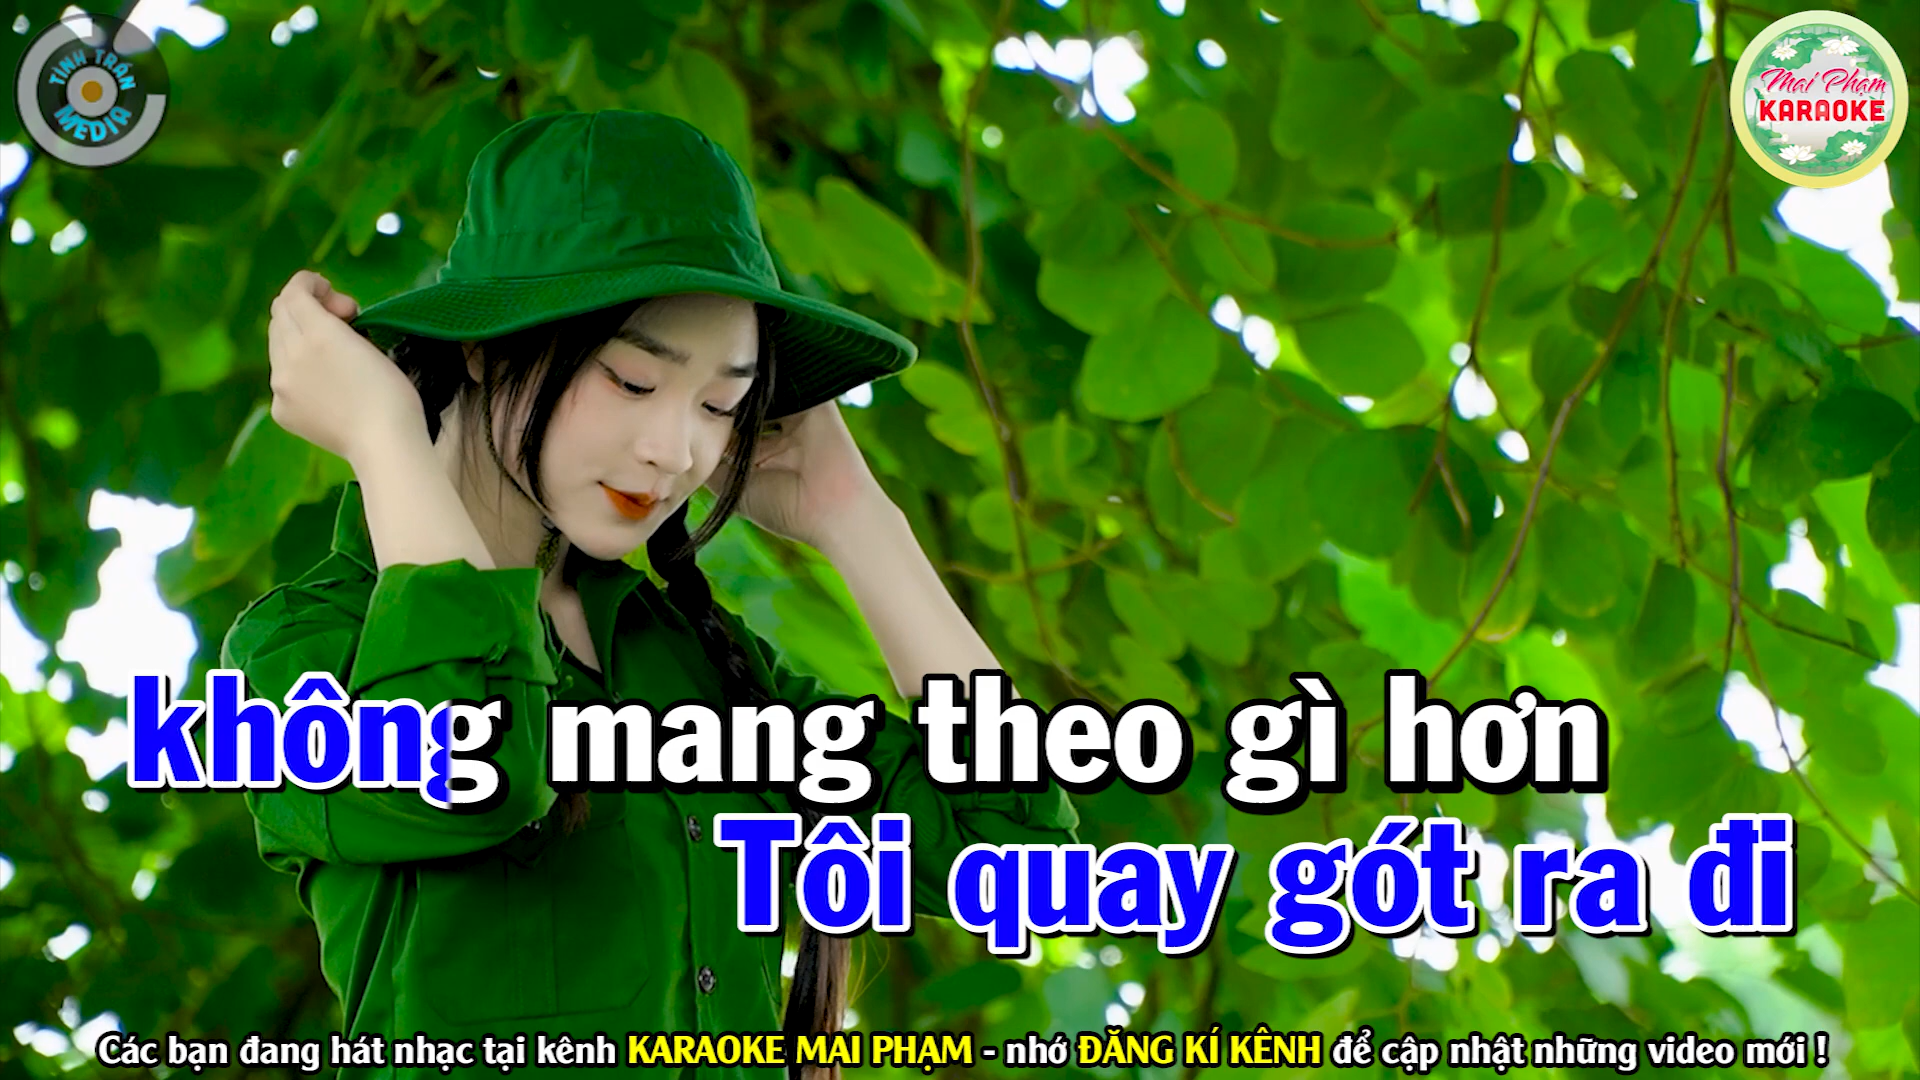 TÌNH TRẦN
MEDIA
Mai Phạm
KARAOKE
không mang theo gì hơn
Tôi quay gót ra đi
Các bạn đang hát nhạc tại kênh KARAOKE MAI PHẠM - nhớ ĐĂNG KÍ KÊNH để cập nhật những video mới !